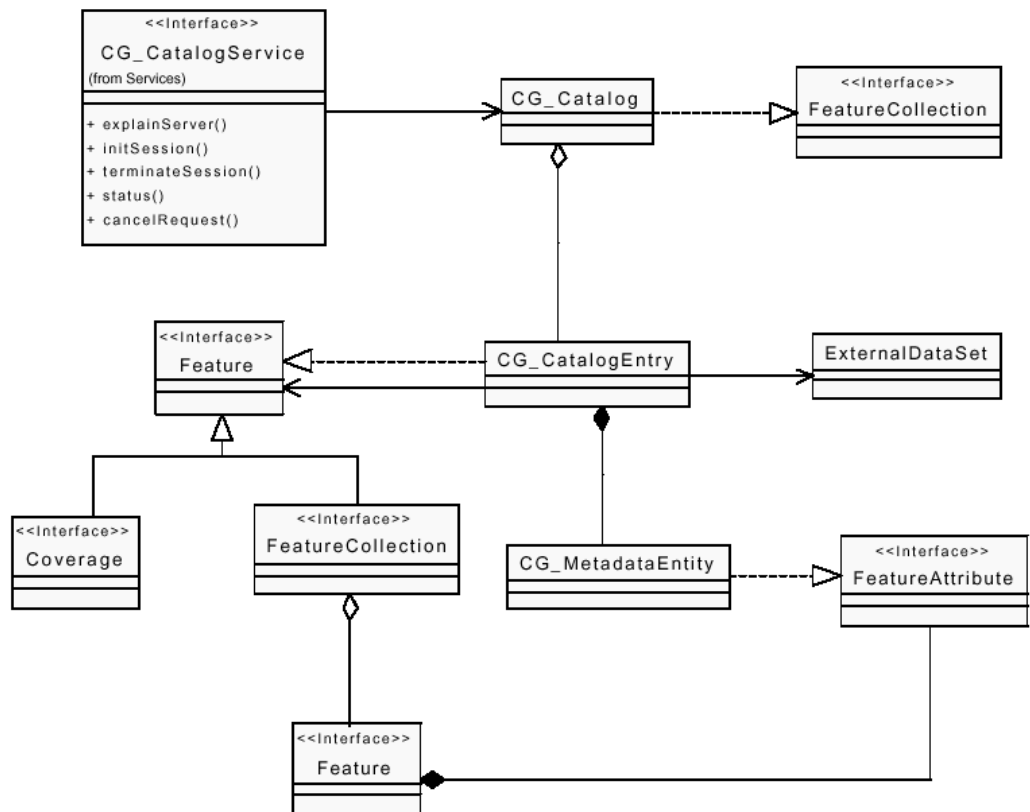 <<Interface>>
CG_CatalogService
(from Services)
+ explainServer()
+ initSession()
+ terminateSession()
+ status()
+ cancelRequest()
CG_Catalog
<<Interface>>
FeatureCollection
<<Interface>>
Feature
CG_CatalogEntry
ExternalDataSet
<<Interface>>
Coverage
<<Interface>>
FeatureCollection
CG_MetadataEntity
<<Interface>>
FeatureAttribute
<<Interface>>
Feature